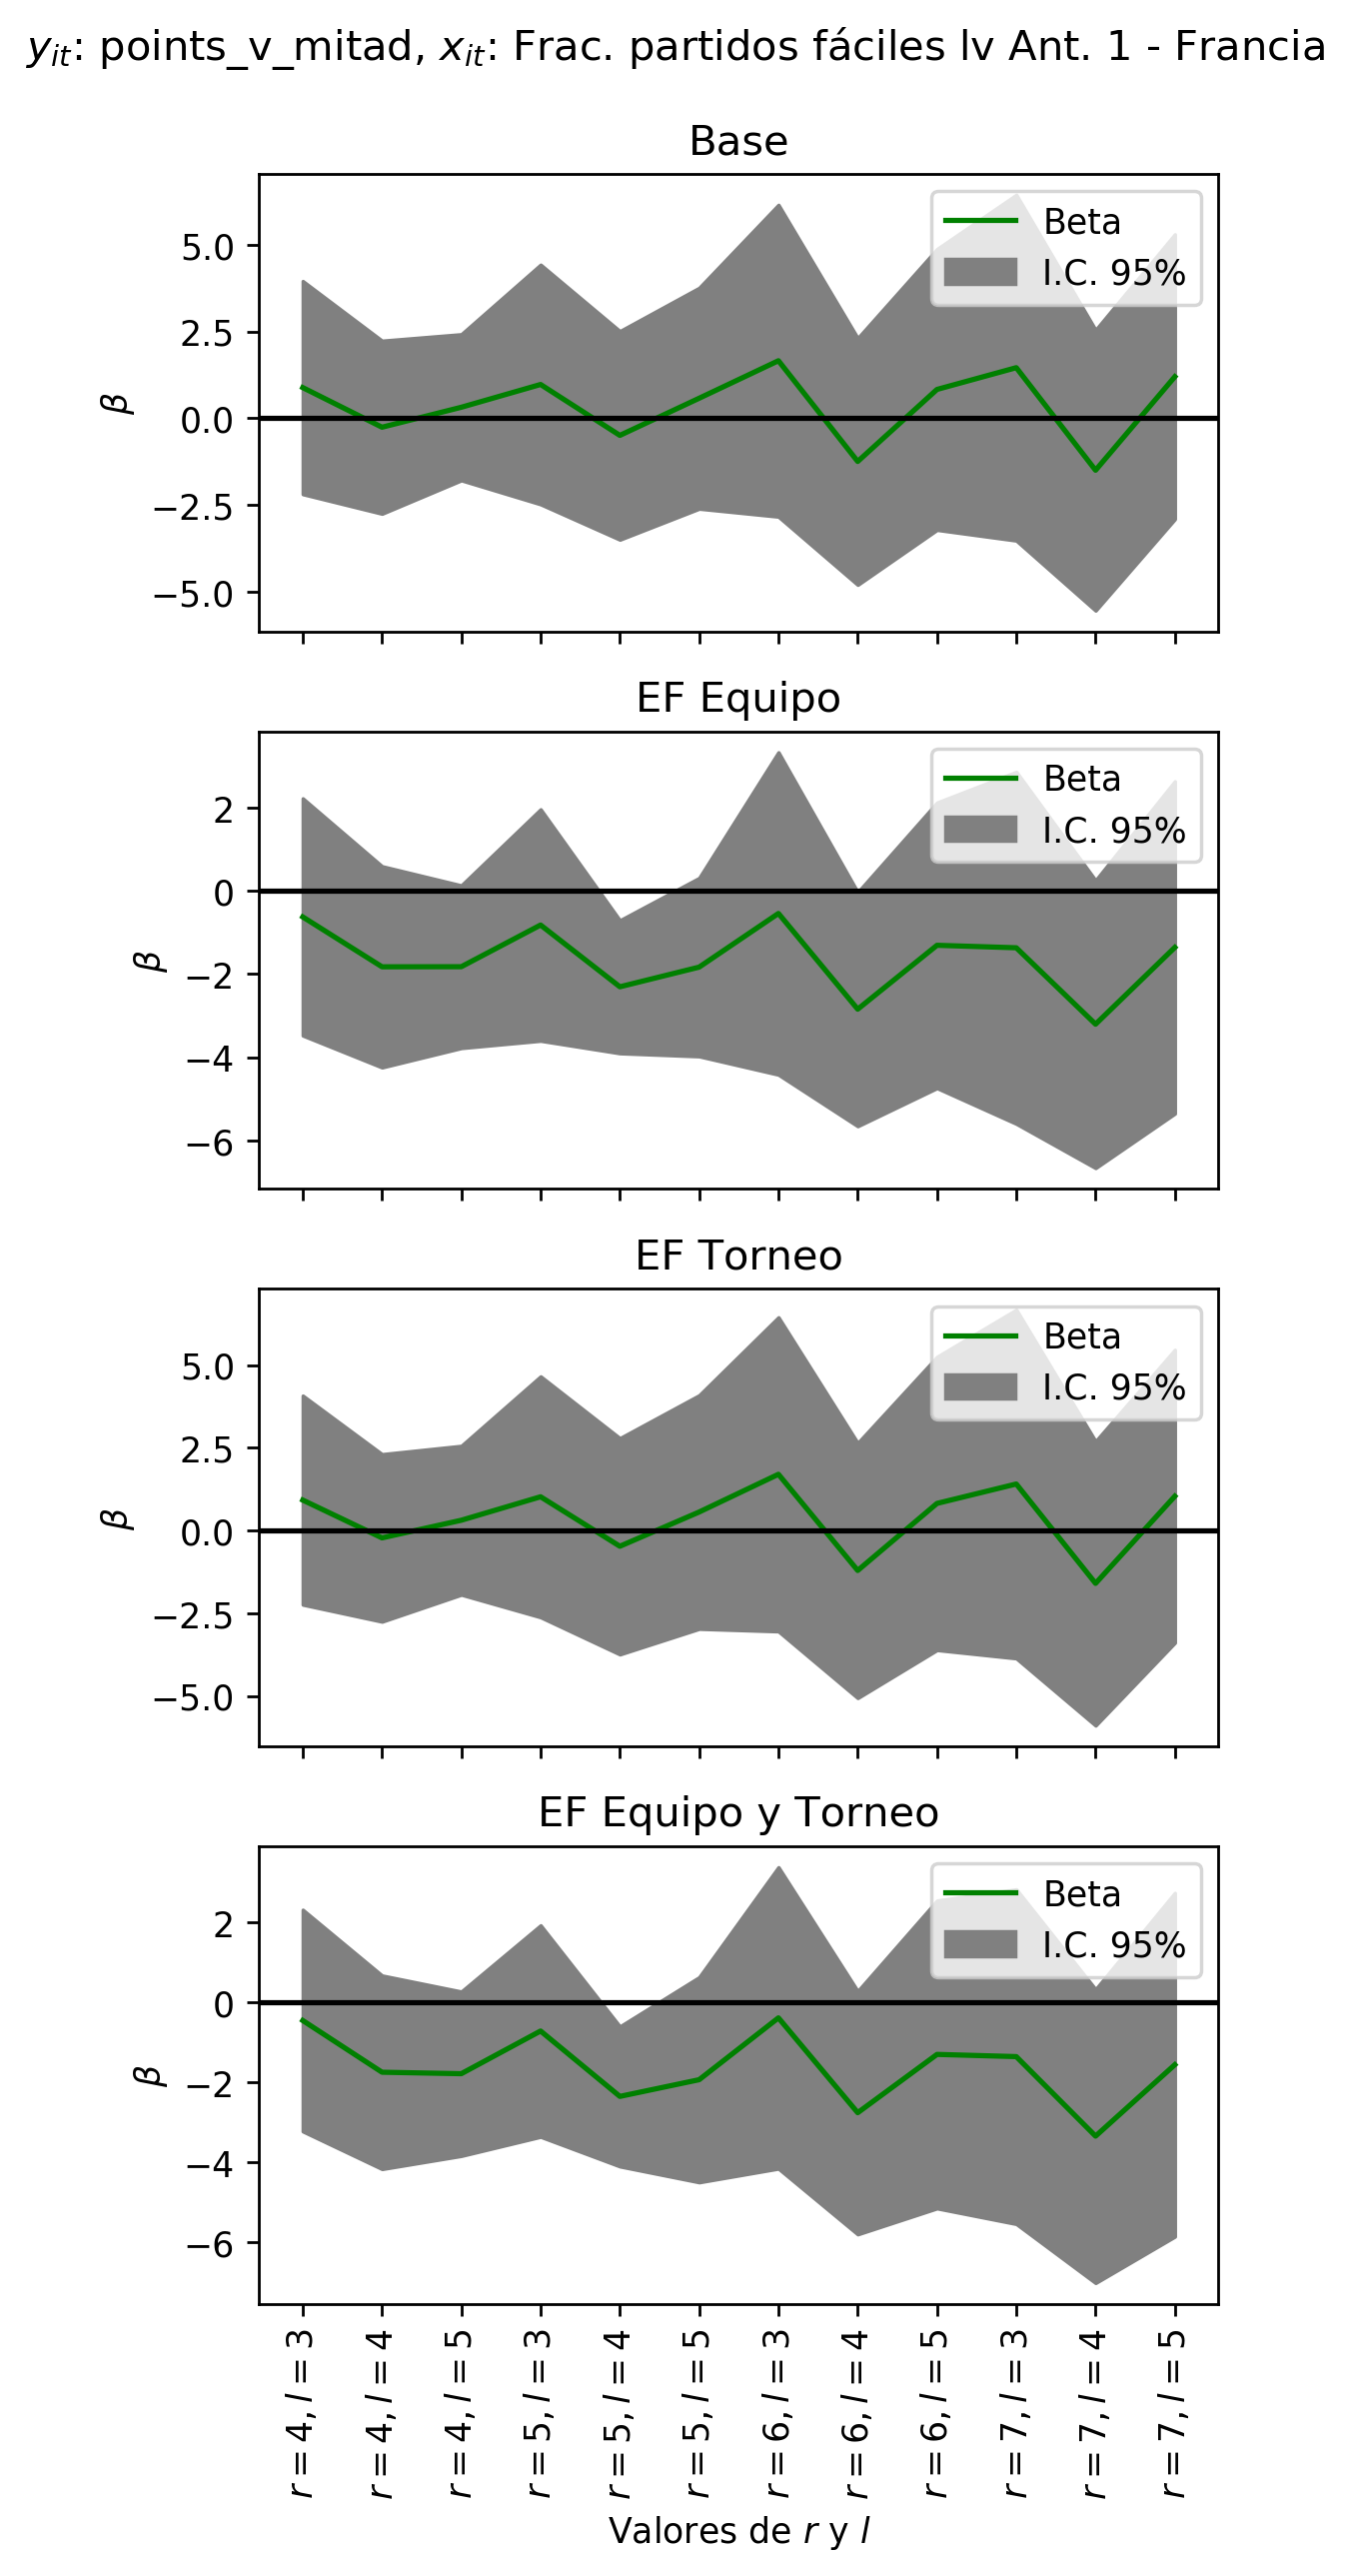 y_it: points_v_mitad, x_it: Frac. partidos fáciles lv Ant. 1 - Francia
Base
Beta
I.C. 95%
5.0
2.5
0.0
−2.5
−5.0
β
EF Equipo
Beta
I.C. 95%
2
0
−2
−4
−6
β
EF Torneo
Beta
I.C. 95%
5.0
2.5
0.0
−2.5
−5.0
β
EF Equipo y Torneo
Beta
I.C. 95%
2
0
−2
−4
−6
β
r = 4, l = 3
r = 4, l = 4
r = 4, l = 5
r = 5, l = 3
r = 5, l = 4
r = 5, l = 5
r = 6, l = 3
r = 6, l = 4
r = 6, l = 5
r = 7, l = 3
r = 7, l = 4
r = 7, l = 5
Valores de r y l